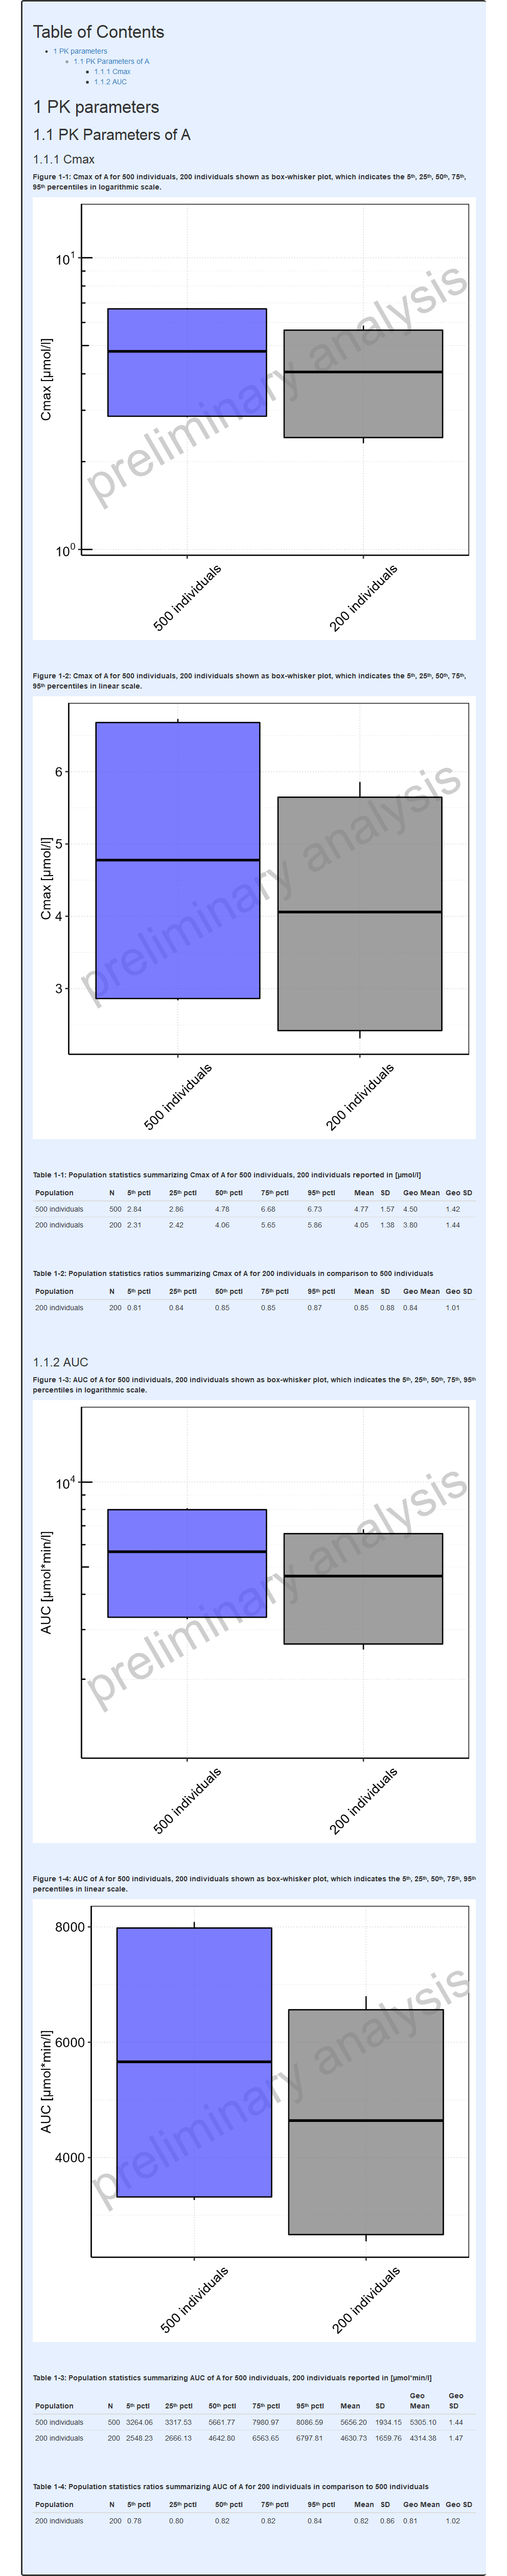 Table of Contents
1 PK parameters
1.1 PK Parameters of A
1.1.1 Cmax
1.1.2 AUC
1 PK parameters
1.1 PK Parameters of A
1.1.1 Cmax
Figure 1-1: Cmax of A for 500 individuals, 200 individuals shown as box-whisker plot, which indicates the 5th, 25th, 50th, 75th,
95th percentiles in logarithmic scale.
10^1
Cmax [µmol/l]
10^0
500 individuals
200 individuals
preliminary analysis
Figure 1-2: Cmax of A for 500 individuals, 200 individuals shown as box-whisker plot, which indicates the 5th, 25th, 50th, 75th,
95th percentiles in linear scale.
6
5
4
3
Cmax [µmol/l]
500 individuals
200 individuals
preliminary analysis
Table 1-1: Population statistics summarizing Cmax of A for 500 individuals, 200 individuals reported in [µmol/l]
Population N 5th pctl 25th pctl 50th pctl 75th pctl 95th pctl Mean SD Geo Mean Geo SD
500 individuals 500 2.84 2.86 4.78 6.68 6.73 4.77 1.57 4.50 1.42
200 individuals 200 2.31 2.42 4.06 5.65 5.86 4.05 1.38 3.80 1.44
Table 1-2: Population statistics ratios summarizing Cmax of A for 200 individuals in comparison to 500 individuals
Population N 5th pctl 25th pctl 50th pctl 75th pctl 95th pctl Mean SD Geo Mean Geo SD
200 individuals 200 0.81 0.84 0.85 0.85 0.87 0.85 0.88 0.84 1.01
1.1.2 AUC
Figure 1-3: AUC of A for 500 individuals, 200 individuals shown as box-whisker plot, which indicates the 5th, 25th, 50th, 75th, 95th
percentiles in logarithmic scale.
10^4
AUC [µmol*min/l]
500 individuals
200 individuals
preliminary analysis
Figure 1-4: AUC of A for 500 individuals, 200 individuals shown as box-whisker plot, which indicates the 5th, 25th, 50th, 75th, 95th
percentiles in linear scale.
8000
6000
4000
AUC [µmol*min/l]
500 individuals
200 individuals
preliminary analysis
Table 1-3: Population statistics summarizing AUC of A for 500 individuals, 200 individuals reported in [µmol*min/l]
Population N 5th pctl 25th pctl 50th pctl 75th pctl 95th pctl Mean SD Geo Mean Geo SD
500 individuals 500 3264.06 3317.53 5661.77 7980.97 8086.59 5656.20 1934.15 5305.10 1.44
200 individuals 200 2548.23 2666.13 4642.80 6563.65 6797.81 4630.73 1659.76 4314.38 1.47
Table 1-4: Population statistics ratios summarizing AUC of A for 200 individuals in comparison to 500 individuals
Population N 5th pctl 25th pctl 50th pctl 75th pctl 95th pctl Mean SD Geo Mean Geo SD
200 individuals 200 0.78 0.80 0.82 0.82 0.84 0.82 0.86 0.81 1.02